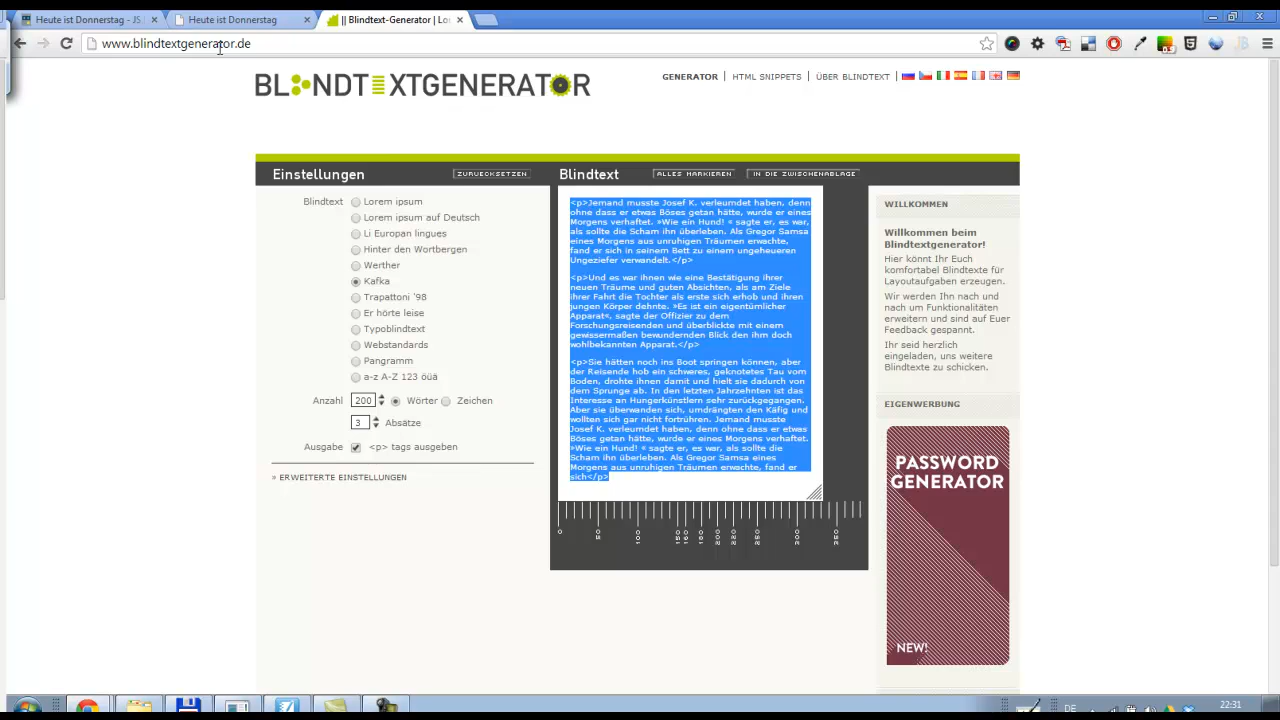 Heute ist Donnerstag - JS.
Heute ist Donnerstag
|| Blindtext-Generator | Lo
www.blindtextgenerator.de
BLINDTEXTGENERATOR
GENERATOR | HTML SNIPPETS | ÜBER BLINDTEXT |
Einstellungen
ZURUECKSETZEN
Blindtext
ALLES MARKIEREN
IN DIE ZWISCHENABLAGE
Blindtext
Lorem ipsum
Lorem ipsum auf Deutsch
Li Europan lingues
Hinter den Wortbergen
Werther
Kafka
Trapattoni '98
Er hörte leise
Typoblindtext
Webstandards
Pangramm
a-z A-Z 123 öüä
Anzahl 200 Wörter Zeichen
3 Absätze
Ausgabe <p> tags ausgeben
» ERWEITERTE EINSTELLUNGEN
<p>Jemand musste Josef K. verleumdet haben, denn
ohne dass er etwas Böses getan hätte, wurde er eines
Morgens verhaftet. »Wie ein Hund! « sagte er, es war,
als sollte die Scham ihn überleben. Als Gregor Samsa
eines Morgens aus unruhigen Träumen erwachte,
fand er sich in seinem Bett zu einem ungeheueren
Ungeziefer verwandelt.</p>
<p>Und es war ihnen wie eine Bestätigung ihrer
neuen Träume und guten Absichten, als am Ziele
ihrer Fahrt die Tochter als erste sich erhob und ihren
jungen Körper dehnte. »Es ist ein eigentümlicher
Apparat«, sagte der Offizier zu dem
Forschungsreisenden und überblickte mit einem
gewissermaßen bewundernden Blick den ihm doch
wohlbekannten Apparat.</p>
<p>Sie hätten noch ins Boot springen können, aber
der Reisende hob ein schweres, geknotetes Tau vom
Boden, drohte ihnen damit und hielt sie dadurch von
dem Sprunge ab. In den letzten Jahrzehnten ist das
Interesse an Hungerkünstlern sehr zurückgegangen.
Aber sie überwanden sich, umdrängten den Käfig und
wollten sich gar nicht fortrühren. Jemand musste
Josef K. verleumdet haben, denn ohne dass er etwas
Böses getan hätte, wurde er eines Morgens verhaftet.
»Wie ein Hund! « sagte er, es war, als sollte die
Scham ihn überleben. Als Gregor Samsa eines
Morgens aus unruhigen Träumen erwachte, fand er
sich</p>
0 50 100 150 160 180 200 220 250 300 350
WILLKOMMEN
Willkommen beim
Blindtextgenerator!
Hier könnt Ihr Euch
komfortabel Blindtexte für
Layoutaufgaben erzeugen.
Wir werden Ihn nach und
nach um Funktionalitäten
erweitern und sind auf Euer
Feedback gespannt.
Ihr seid herzlich
eingeladen, uns weitere
Blindtexte zu schicken.
EIGENWERBUNG
PASSWORD
GENERATOR
NEW!
DE
22:31